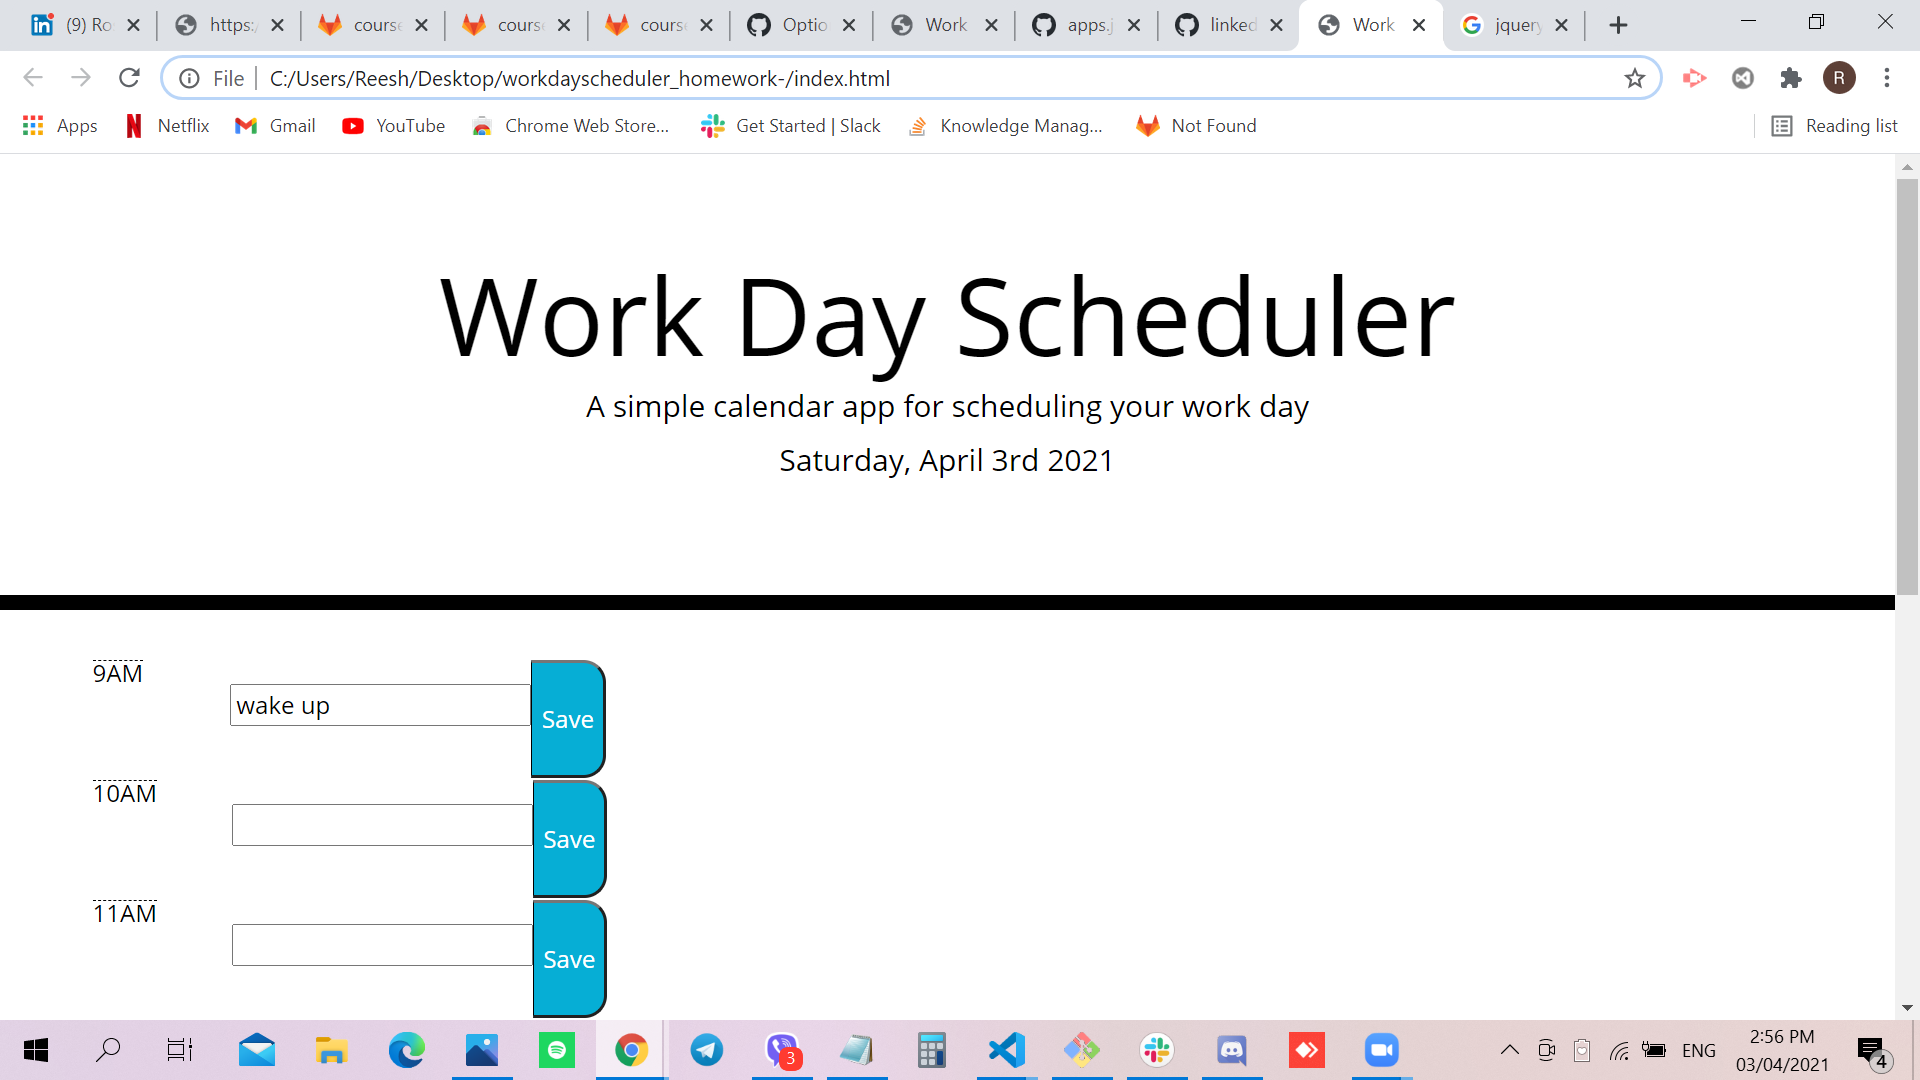 (9) Ro
https:/
course
course
course
Optio
Work
apps.j
linked
Work
jquery
File
C:/Users/Reesh/Desktop/workdayscheduler_homework-/index.html
R
Apps
Netflix
Gmail
YouTube
Chrome Web Store...
Get Started | Slack
Knowledge Manag...
Not Found
Reading list
Work Day Scheduler
A simple calendar app for scheduling your work day
Saturday, April 3rd 2021
9AM
wake up
Save
10AM
Save
11AM
Save
3
ENG
2:56 PM
03/04/2021
4